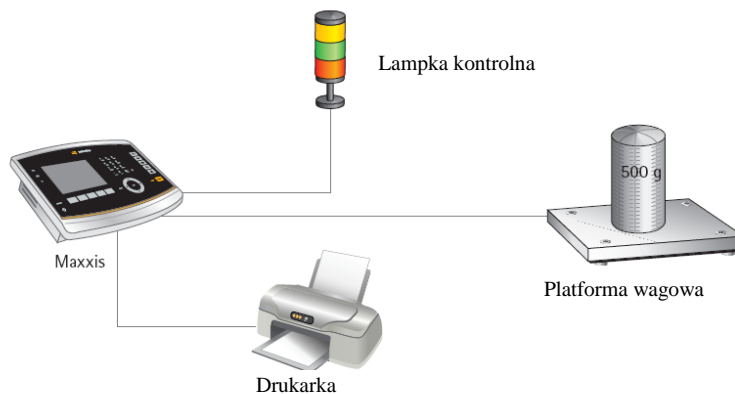 Lampka kontrolna
500 g
Maxxis
Platforma wagowa
Drukarka